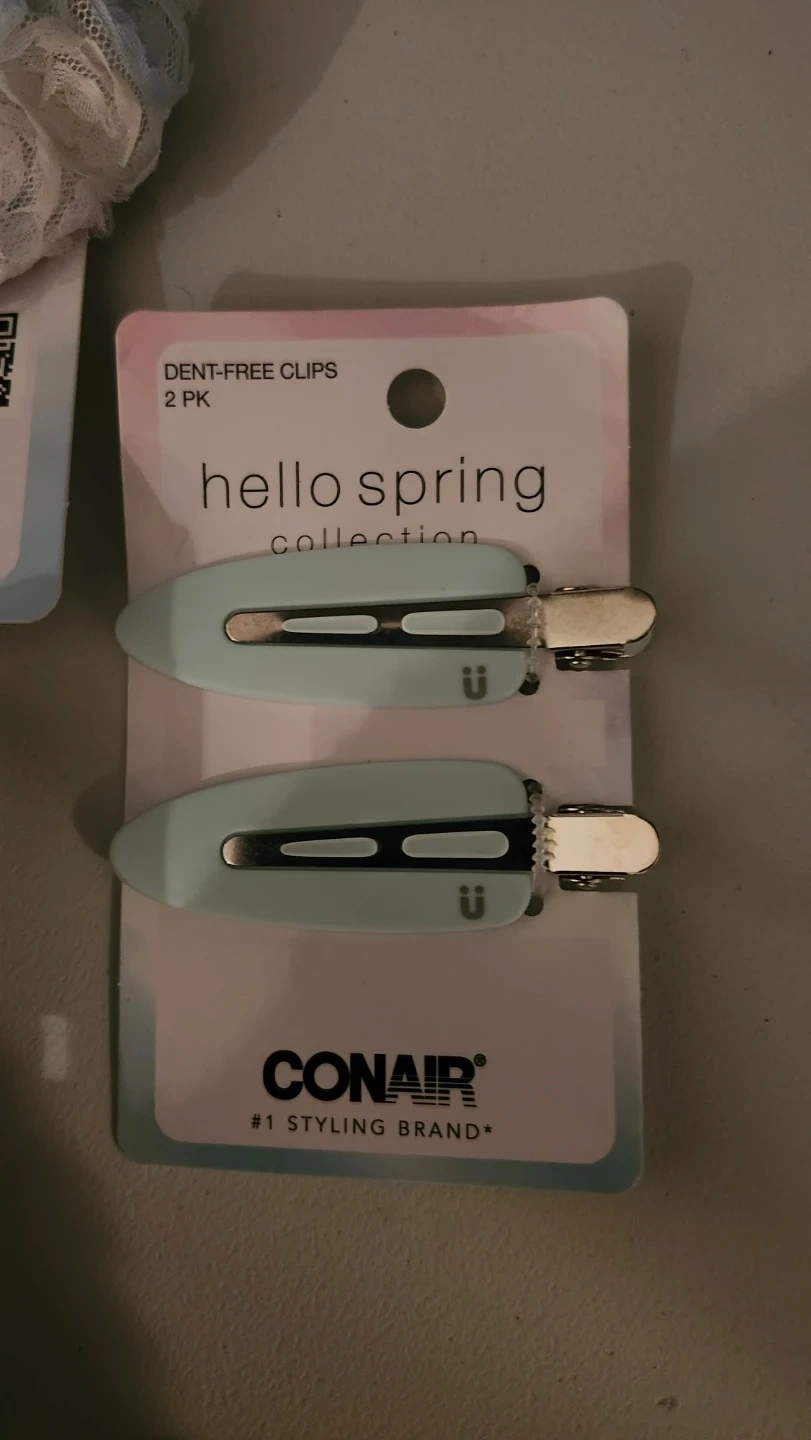 DENT-FREE CLIPS
2 PK
hello spring
collection
ü
ü
CONAIR®
#1 STYLING BRAND*